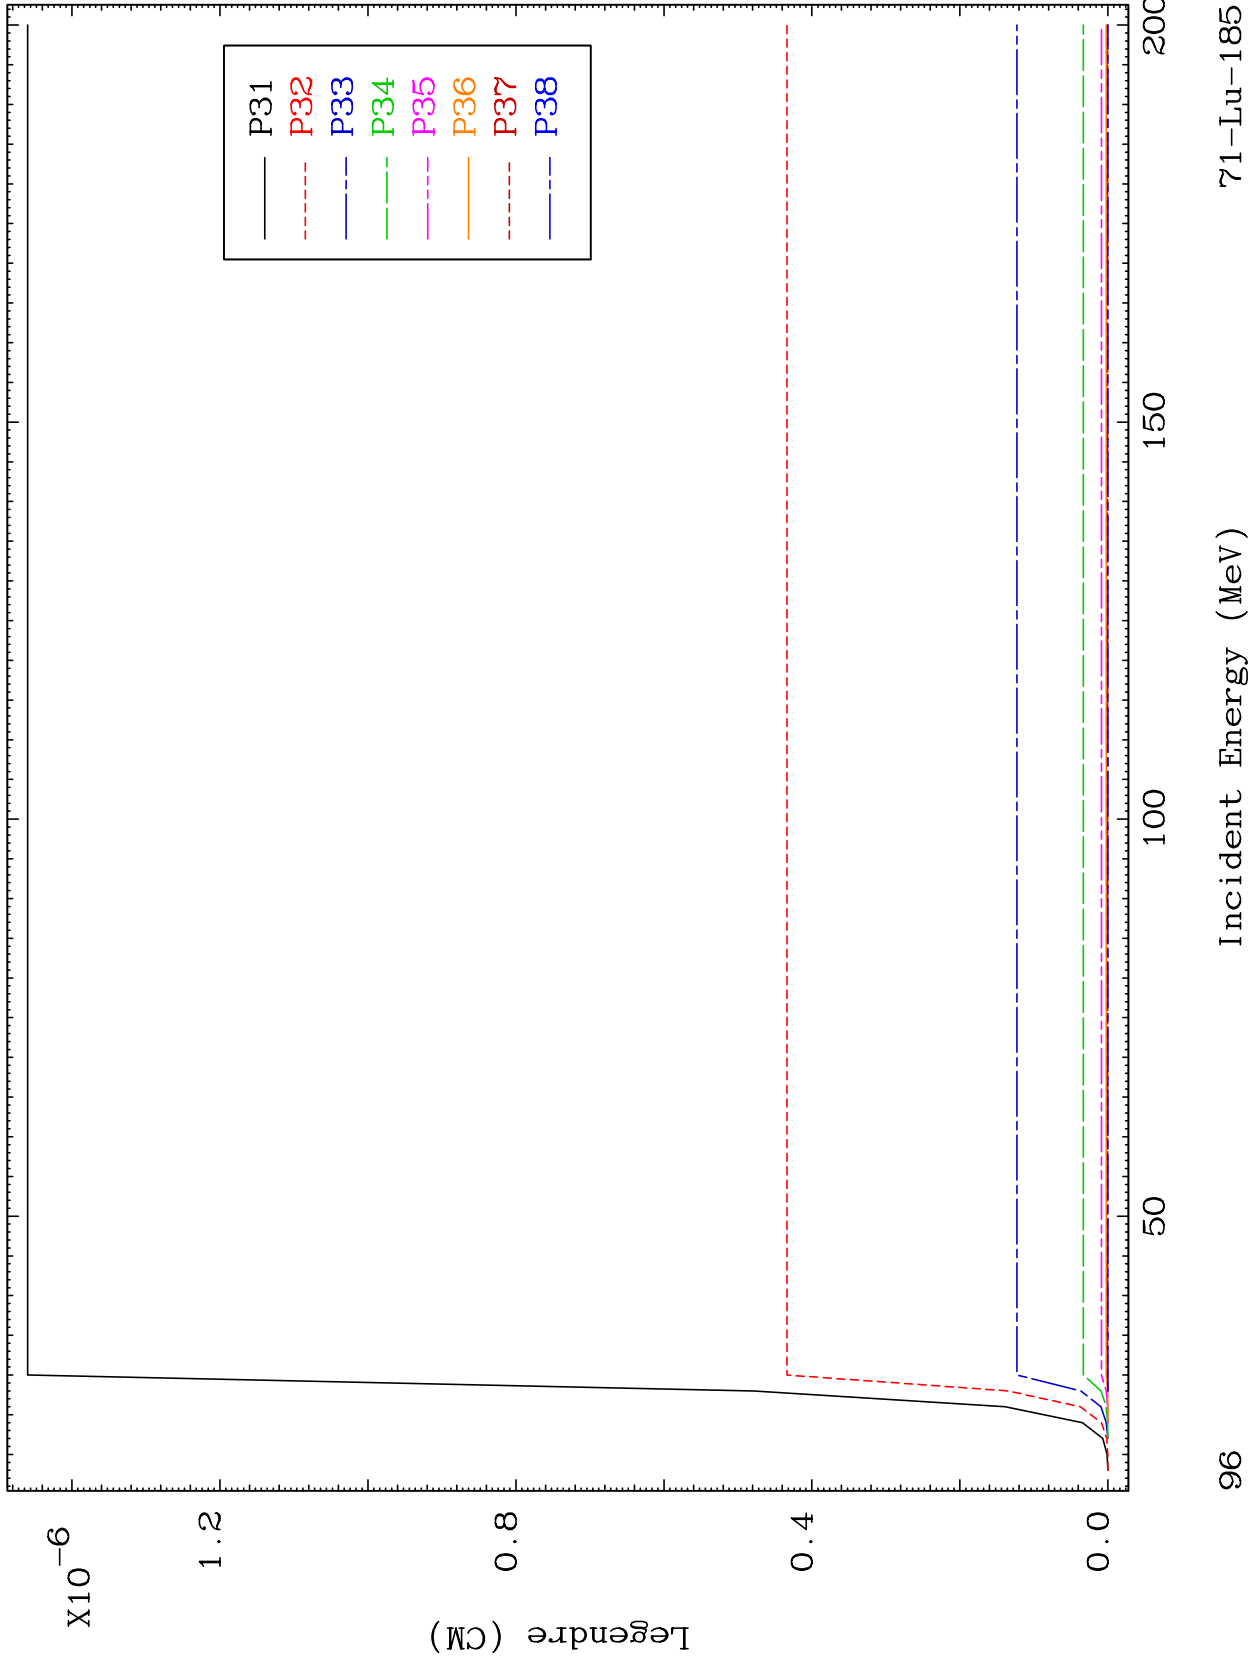 X10-6
1.2
0.8
0.4
0.0
Legendre (CM)
P31
P32
P33
P34
P35
P36
P37
P38
50
100
150
200
Incident Energy (MeV)
96
71-Lu-185